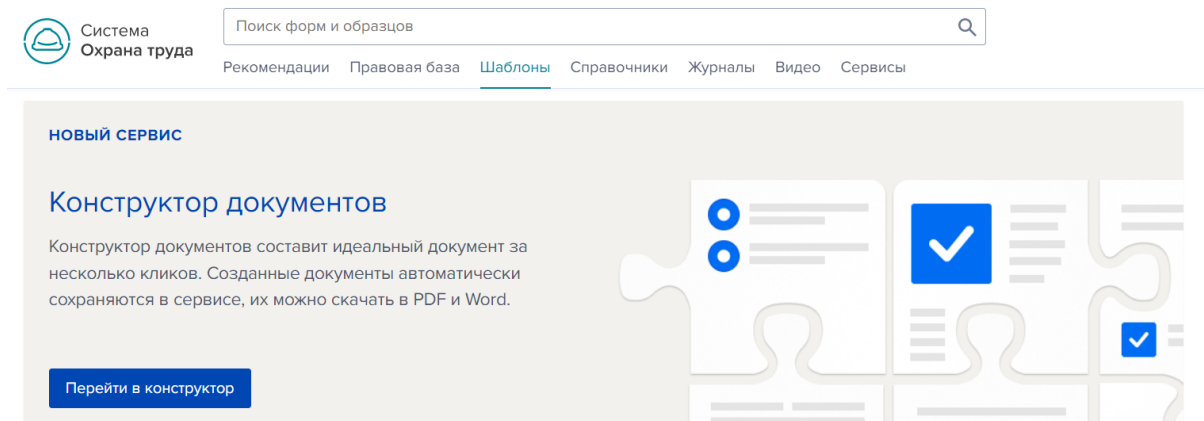 Система
Охрана труда
Поиск форм и образцов
Рекомендации Правовая база Шаблоны Справочники Журналы Видео Сервисы
НОВЫЙ СЕРВИС
Конструктор документов
Конструктор документов составит идеальный документ за
несколько кликов. Созданные документы автоматически
сохраняются в сервисе, их можно скачать в PDF и Word.
Перейти в конструктор